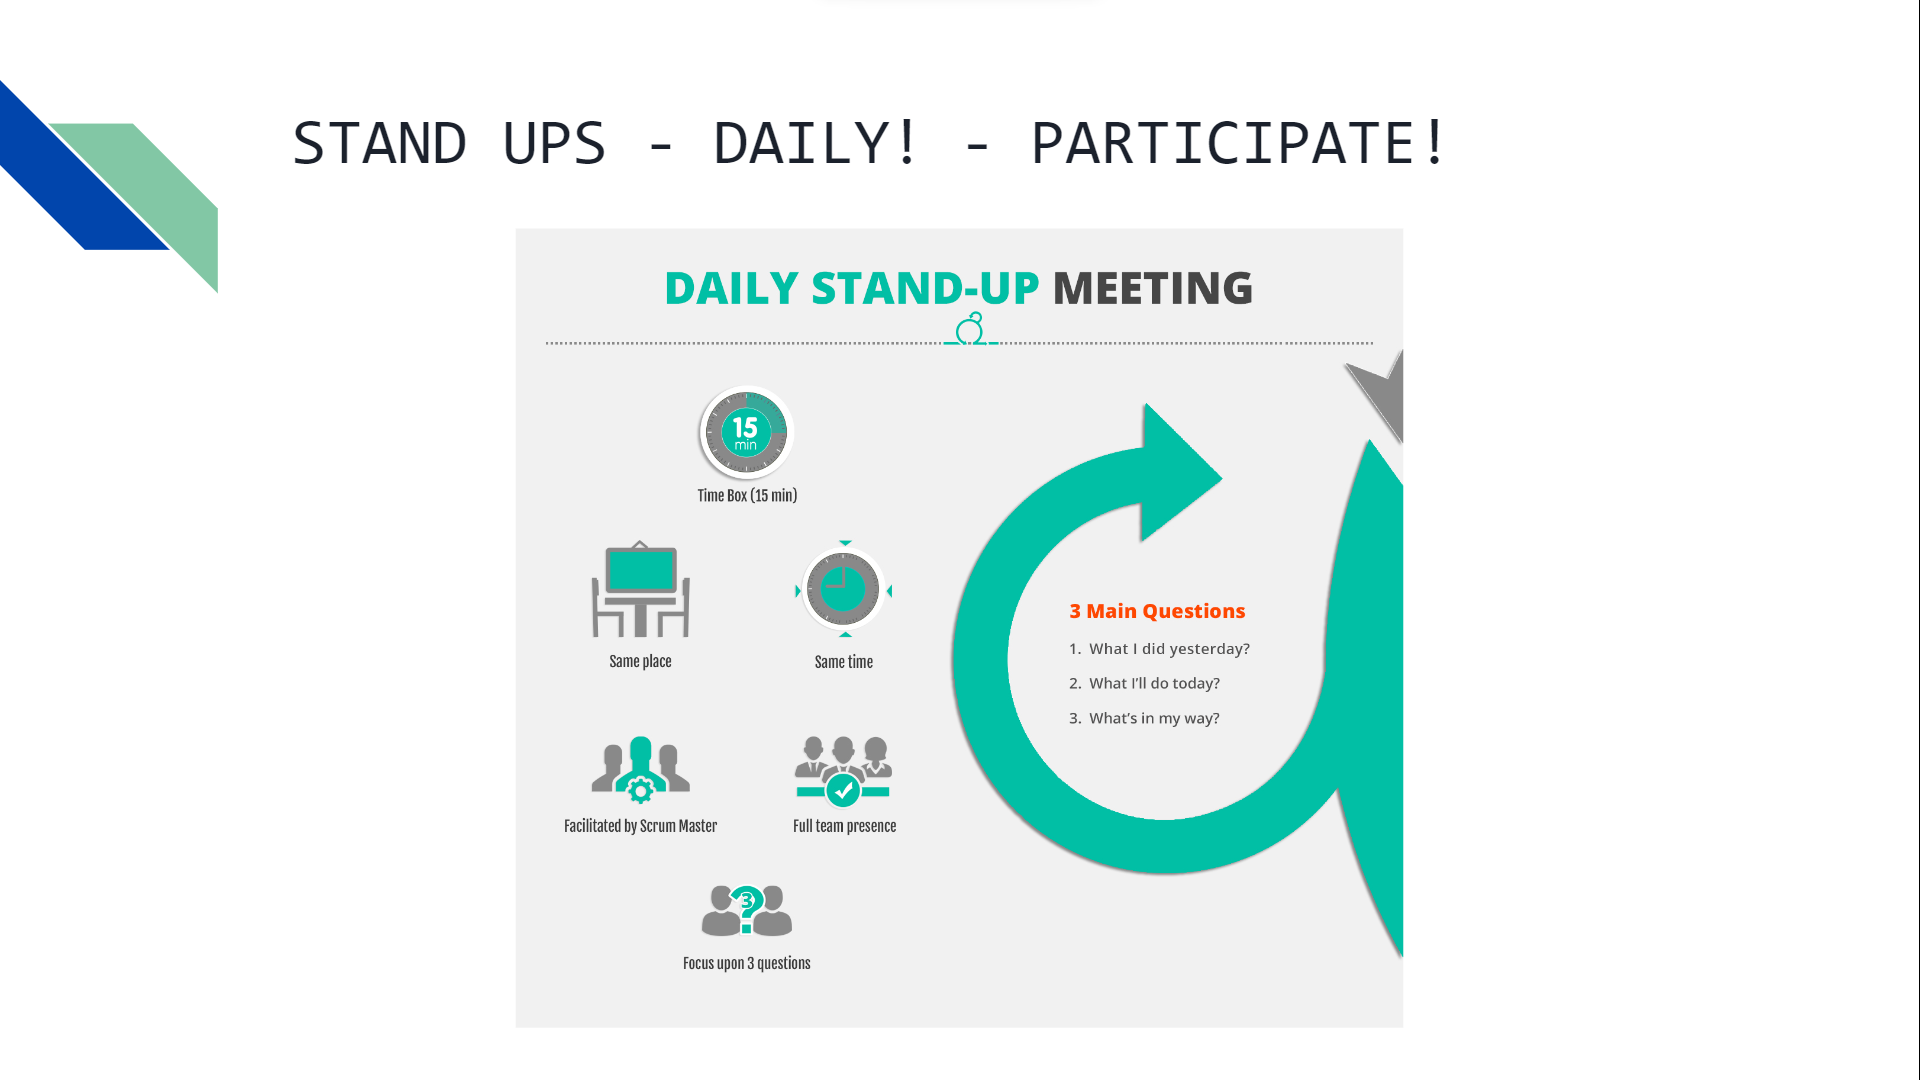 STAND UPS - DAILY! - PARTICIPATE!
DAILY STAND-UP MEETING
15
min
Time Box (15 min)
Same place
Same time
Facilitated by Scrum Master
Full team presence
3
Focus upon 3 questions
3 Main Questions
1. What I did yesterday?
2. What I'll do today?
3. What's in my way?